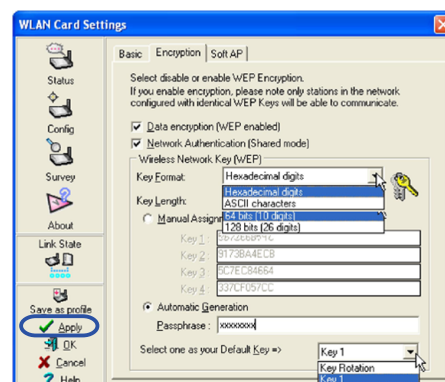 WLAN Card Settings
Status
Config
Survey
About
Link State
Save as profile
Apply
OK
Cancel
Help
Basic Encryption Soft AP
Select disable or enable WEP Encryption.
If you enable encryption, please note only stations in the network
configured with identical WEP Keys will be able to communicate.
Data encryption (WEP enabled)
Network Authentication (Shared mode)
Wireless Network Key (WEP)
Key Format: Hexadecimal digits
Hexadecimal digits
ASCII characters
Key Length:
64 bits (10 digits)
128 bits (26 digits)
Manual
Key 1 :
Key 2 : 9173BA4ECB
Key 3 : 5C7EC84664
Key 4 : 337CF057CC
Automatic Generation
Passphrase : xxxxxxxx
Select one as your Default Key => Key 1
Key Rotation
Key 1